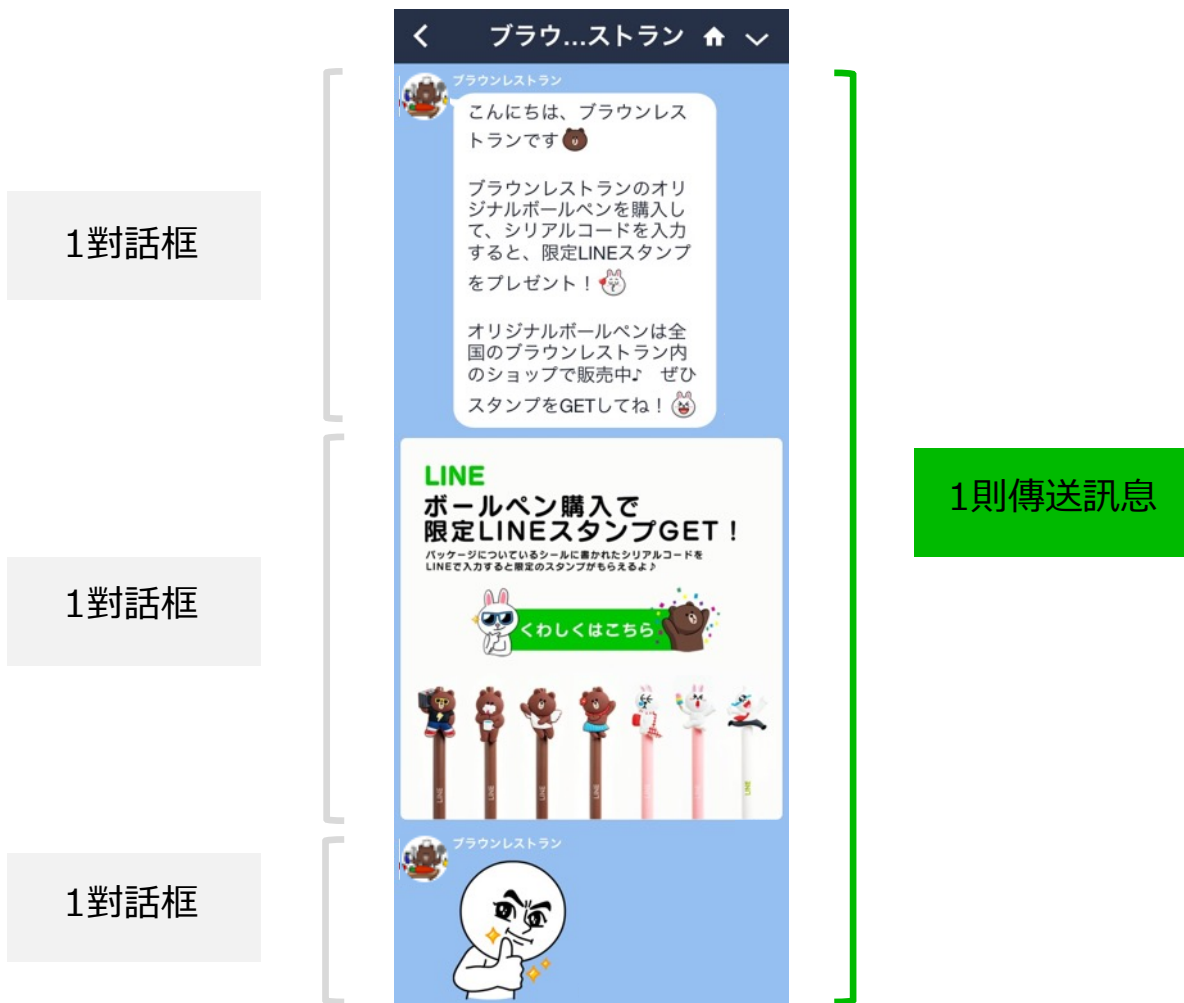 ブラウ...ストラン
ブラウンレストラン
こんにちは、ブラウンレス
トランです
ブラウンレストランのオリ
ジナルボールペンを購入し
て、シリアルコードを入力
すると、限定LINEスタンプ
をプレゼント！
オリジナルボールペンは全
国のブラウンレストラン内
のショップで販売中♪　ぜひ
スタンプをGETしてね！
1對話框
LINE
ボールペン購入で
限定LINEスタンプGET！
パッケージについているシールに書かれたシリアルコードを
LINEで入力すると限定のスタンプがもらえるよ♪
くわしくはこちら
LINE
LINE
LINE
LINE
LINE
LINE
LINE
1對話框
1則傳送訊息
ブラウンレストラン
1對話框